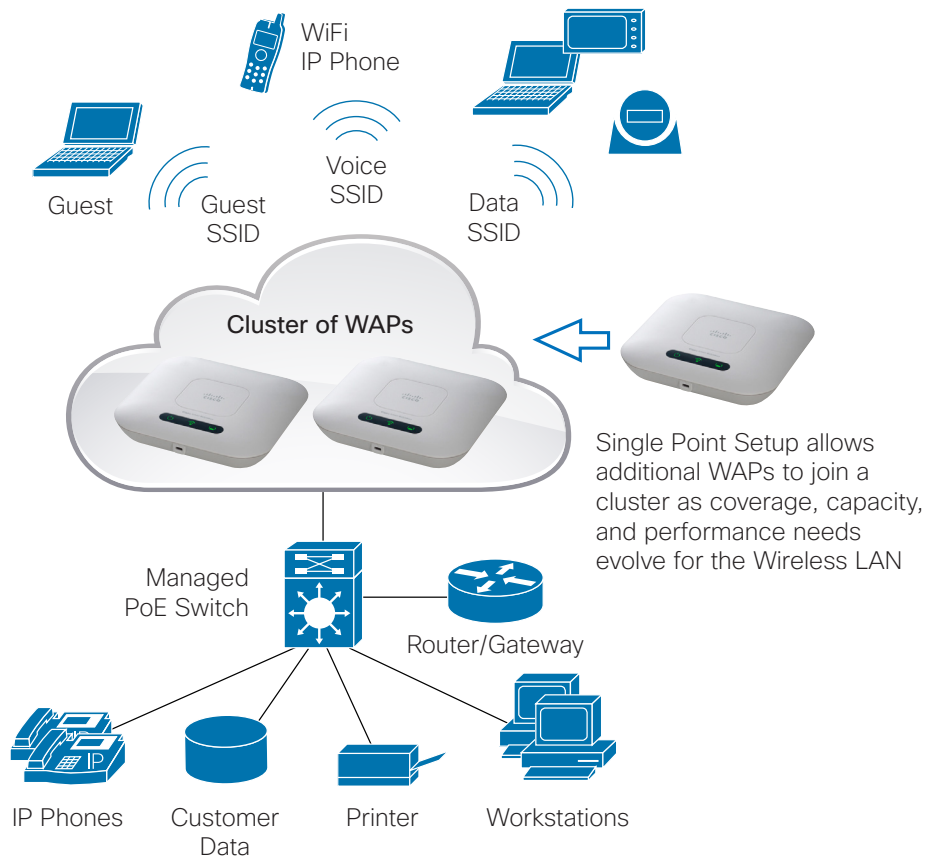 WiFi
IP Phone
Guest
Guest
SSID
Voice
SSID
Data
SSID
Cluster of WAPs
Single Point Setup allows
additional WAPs to join a
cluster as coverage, capacity,
and performance needs
evolve for the Wireless LAN
Managed
PoE Switch
Router/Gateway
IP
IP Phones
Customer
Data
Printer
Workstations